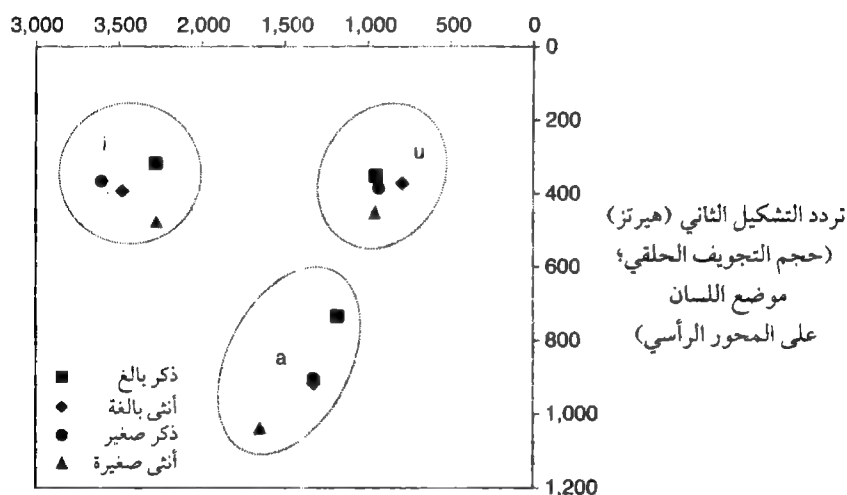 3,000 3,500 2,000 1,500 1,000 500 0
0
200
400
600
800
1,000
1,200
i
u
a
تردد التشكيل الثاني (هيرتز)
(حجم التجويف الحلقي؛
موضع اللسان
على المحور الرأسي)
ذكر بالغ
أنثى بالغة
ذكر صغير
أنثى صغيرة